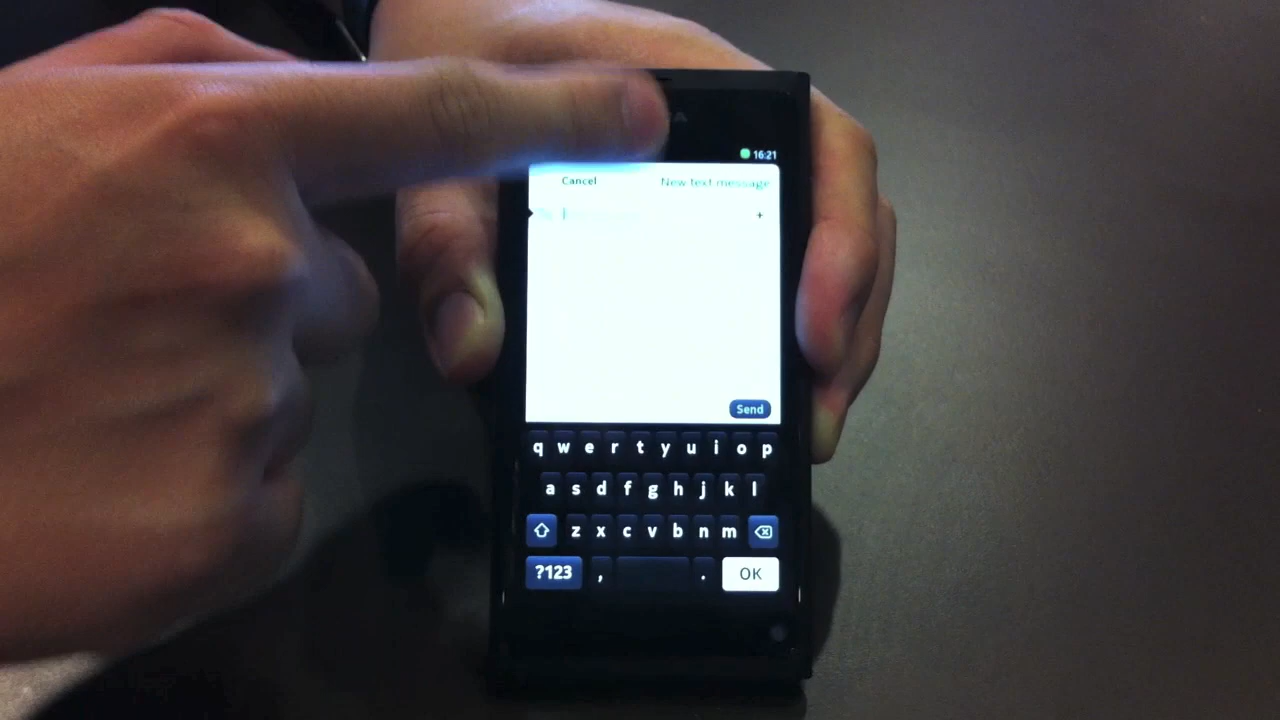 16:21
Cancel New text message
+
Send
q w e r t y u i o p
a s d f g h j k l
z x c v b n m
?123 , . OK